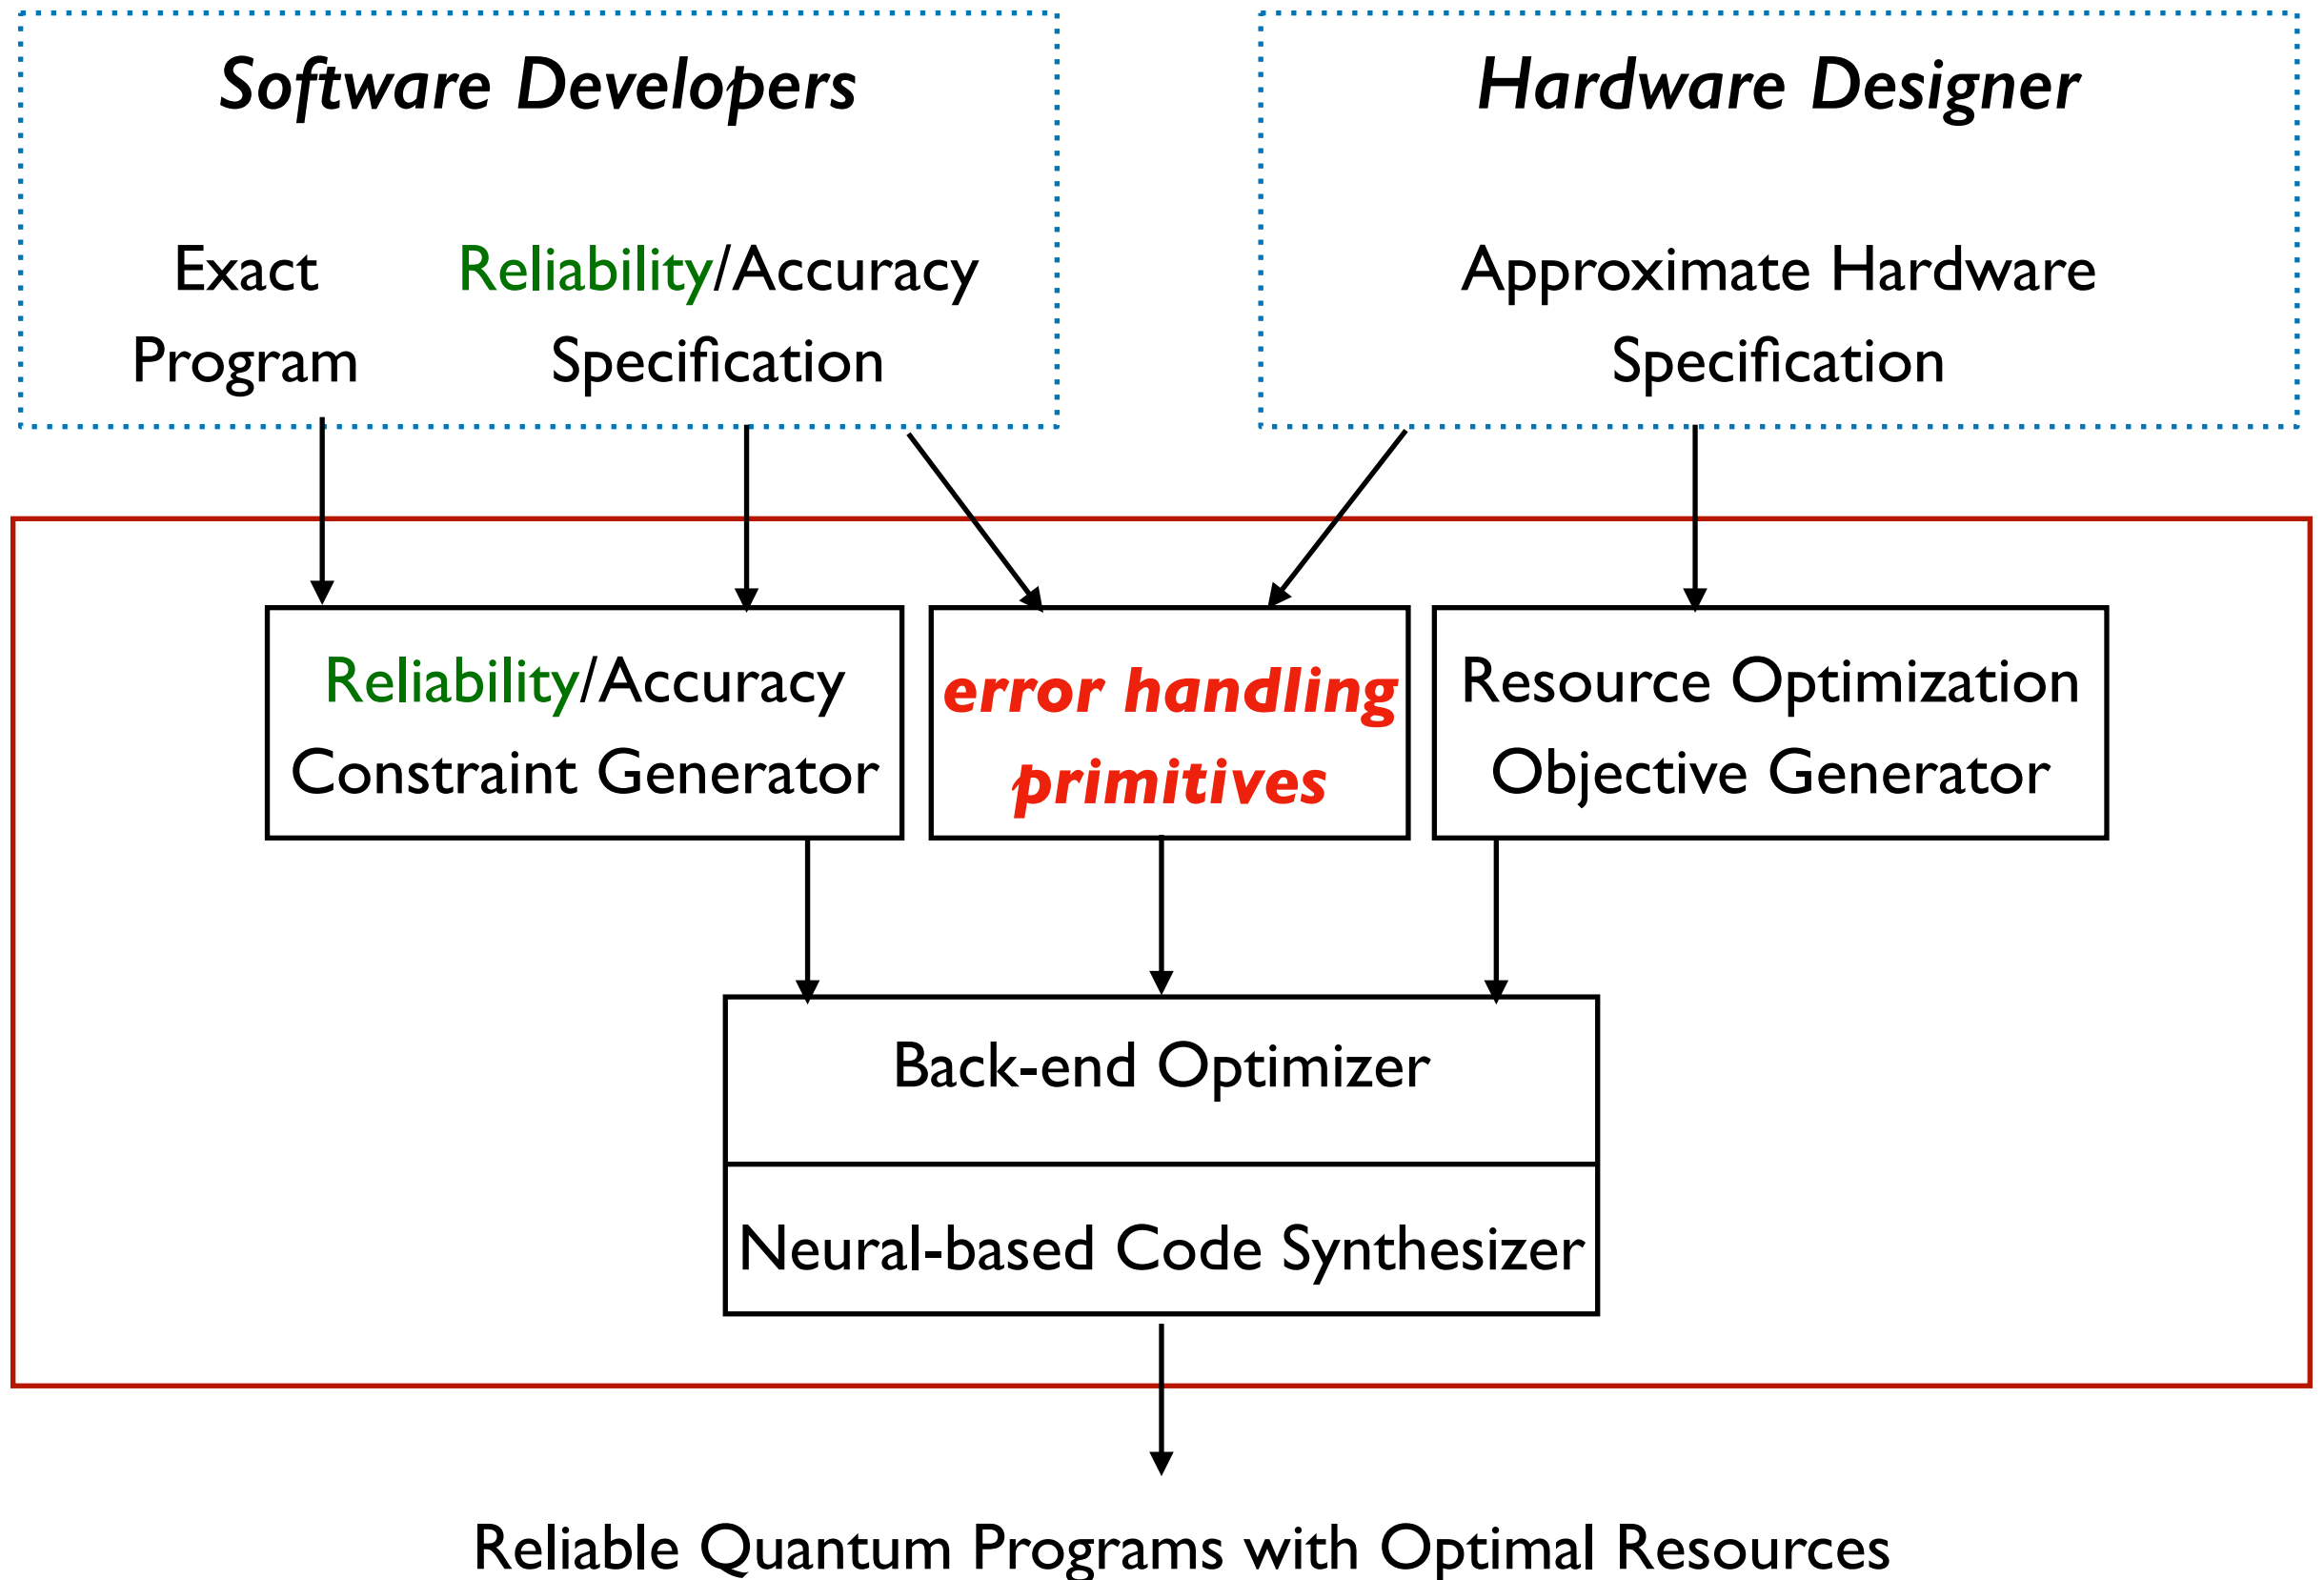 Software Developers
Hardware Designer
Exact
Program
Reliability/Accuracy
Specification
Approximate Hardware
Specification
Reliability/Accuracy
Constraint Generator
error handling
primitives
Resource Optimization
Objective Generator
Back-end Optimizer
Neural-based Code Synthesizer
Reliable Quantum Programs with Optimal Resources